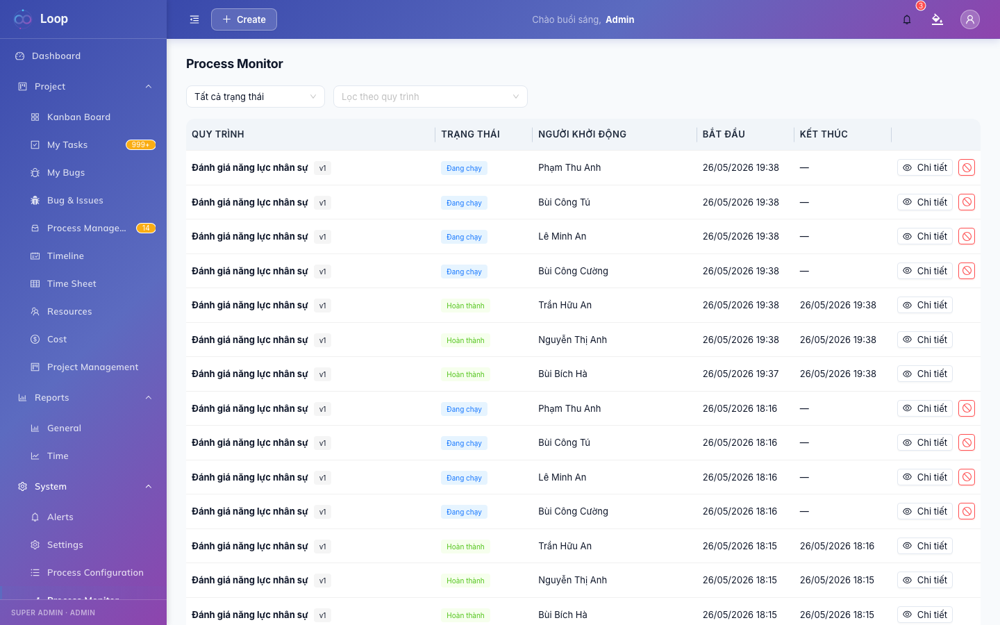 Loop
Create
Chào buổi sáng, Admin
3
Dashboard
Project
Kanban Board
My Tasks 999+
My Bugs
Bug & Issues
Process Manage... 14
Timeline
Time Sheet
Resources
Cost
Project Management
Reports
General
Time
System
Alerts
Settings
Process Configuration
Process Monitor
SUPER ADMIN · ADMIN
Process Monitor
Tất cả trạng thái
Lọc theo quy trình
QUY TRÌNH TRẠNG THÁI NGƯỜI KHỞI ĐỘNG BẮT ĐẦU KẾT THÚC
Đánh giá năng lực nhân sự v1 Đang chạy Phạm Thu Anh 26/05/2026 19:38 — Chi tiết
Đánh giá năng lực nhân sự v1 Đang chạy Bùi Công Tú 26/05/2026 19:38 — Chi tiết
Đánh giá năng lực nhân sự v1 Đang chạy Lê Minh An 26/05/2026 19:38 — Chi tiết
Đánh giá năng lực nhân sự v1 Đang chạy Bùi Công Cường 26/05/2026 19:38 — Chi tiết
Đánh giá năng lực nhân sự v1 Hoàn thành Trần Hữu An 26/05/2026 19:38 26/05/2026 19:38 Chi tiết
Đánh giá năng lực nhân sự v1 Hoàn thành Nguyễn Thị Anh 26/05/2026 19:38 26/05/2026 19:38 Chi tiết
Đánh giá năng lực nhân sự v1 Hoàn thành Bùi Bích Hà 26/05/2026 19:37 26/05/2026 19:38 Chi tiết
Đánh giá năng lực nhân sự v1 Đang chạy Phạm Thu Anh 26/05/2026 18:16 — Chi tiết
Đánh giá năng lực nhân sự v1 Đang chạy Bùi Công Tú 26/05/2026 18:16 — Chi tiết
Đánh giá năng lực nhân sự v1 Đang chạy Lê Minh An 26/05/2026 18:16 — Chi tiết
Đánh giá năng lực nhân sự v1 Đang chạy Bùi Công Cường 26/05/2026 18:16 — Chi tiết
Đánh giá năng lực nhân sự v1 Hoàn thành Trần Hữu An 26/05/2026 18:15 26/05/2026 18:16 Chi tiết
Đánh giá năng lực nhân sự v1 Hoàn thành Nguyễn Thị Anh 26/05/2026 18:15 26/05/2026 18:15 Chi tiết
Đánh giá năng lực nhân sự v1 Hoàn thành Bùi Bích Hà 26/05/2026 18:15 26/05/2026 18:15 Chi tiết